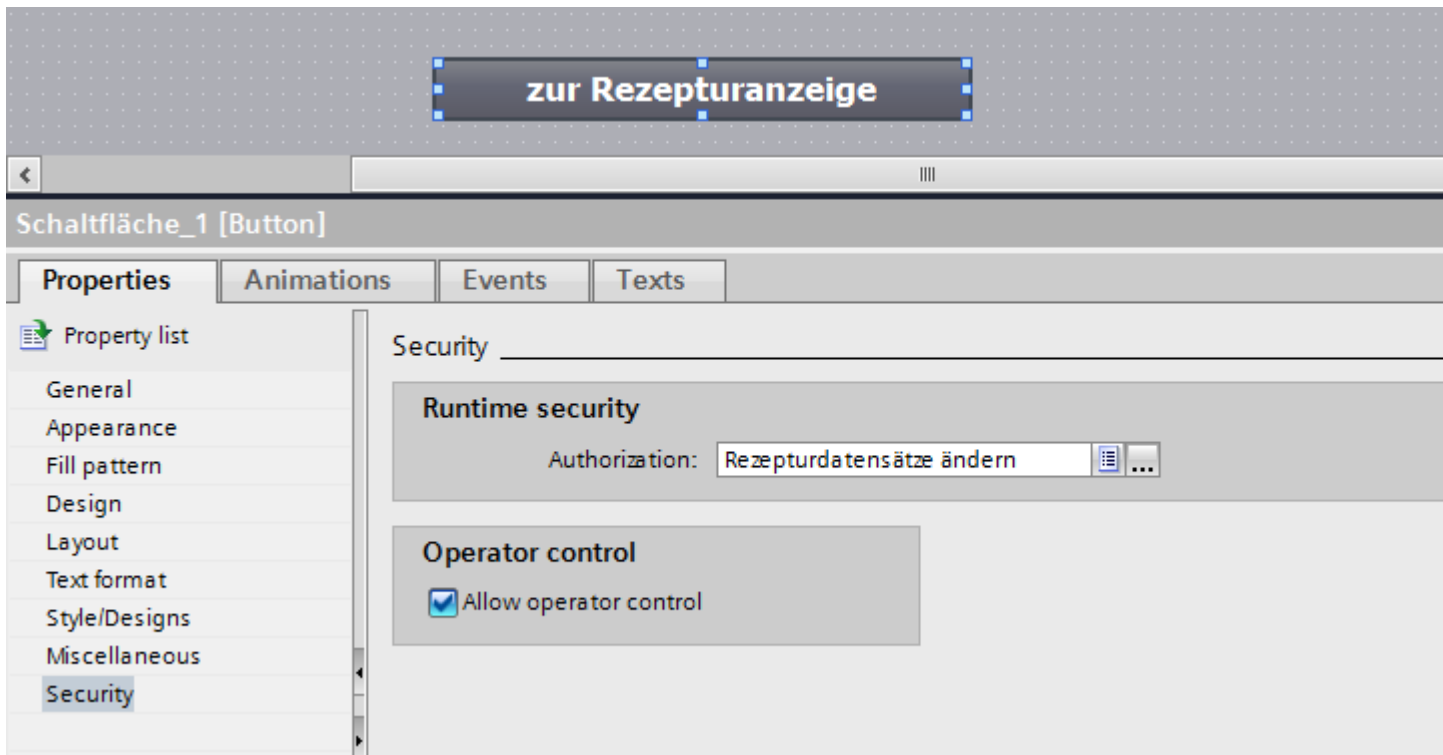 zur Rezepturanzeige
Schaltfläche_1 [Button]
Properties Animations Events Texts
Property list
General
Appearance
Fill pattern
Design
Layout
Text format
Style/Designs
Miscellaneous
Security
Security
Runtime security
Authorization: Rezepturdatensätze ändern ...
Operator control
Allow operator control